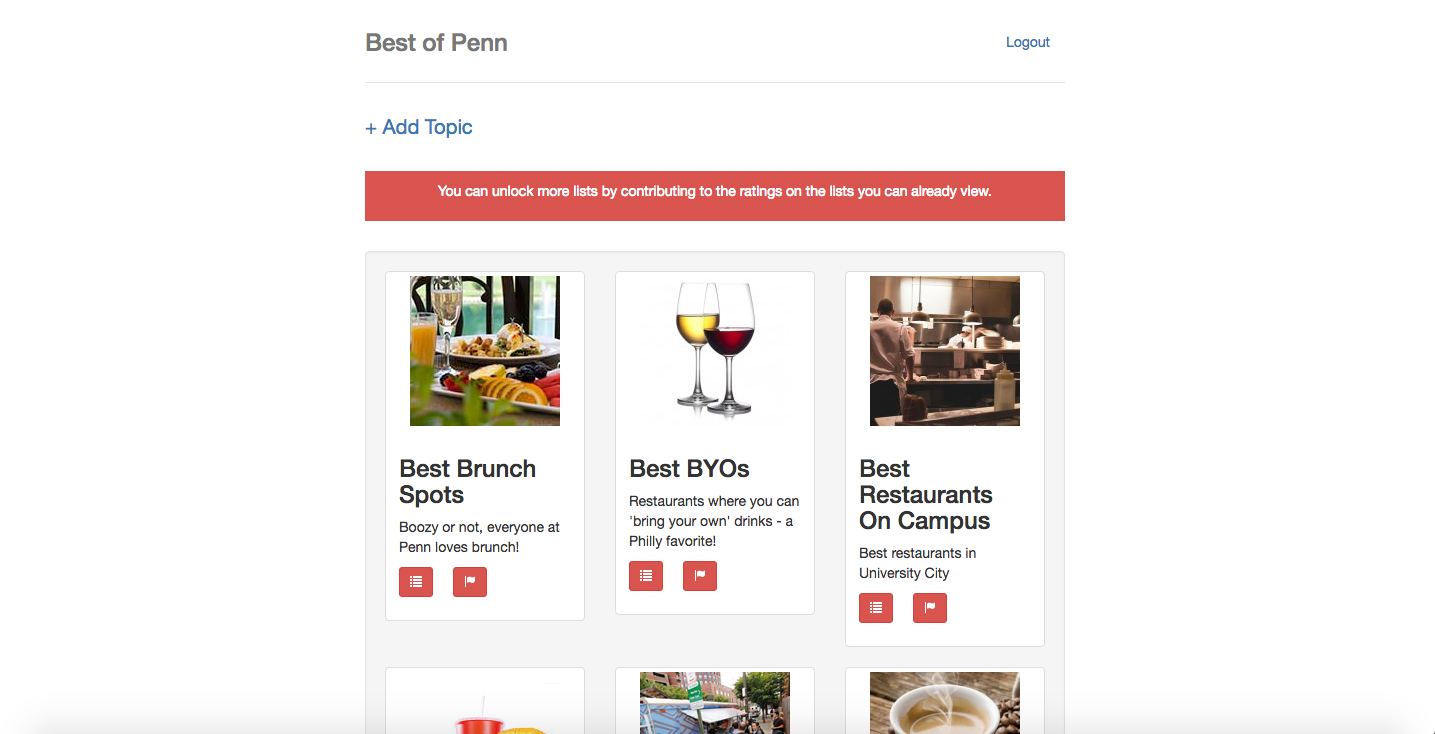 Best of Penn
Logout
+ Add Topic
You can unlock more lists by contributing to the ratings on the lists you can already view.
Best Brunch
Spots
Boozy or not, everyone at
Penn loves brunch!
Best BYOs
Restaurants where you can
'bring your own' drinks - a
Philly favorite!
Best
Restaurants
On Campus
Best restaurants in
University City